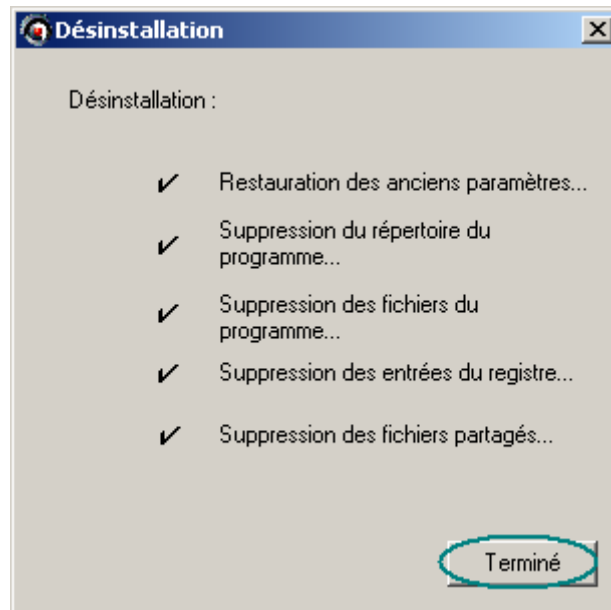 Désinstallation
Désinstallation :
Restauration des anciens paramètres...
Suppression du répertoire du
programme...
Suppression des fichiers du
programme...
Suppression des entrées du registre...
Suppression des fichiers partagés...
Terminé